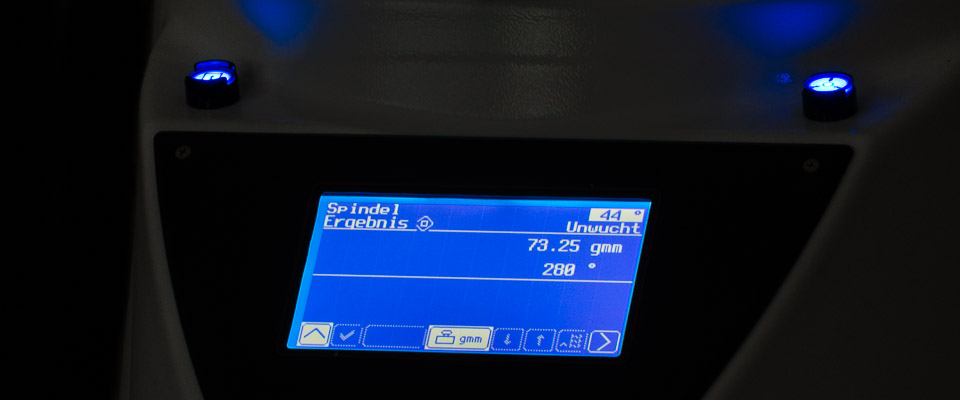 Spindel 44 °
Ergebnis Unwucht
73.25 gmm
280 °
gmm